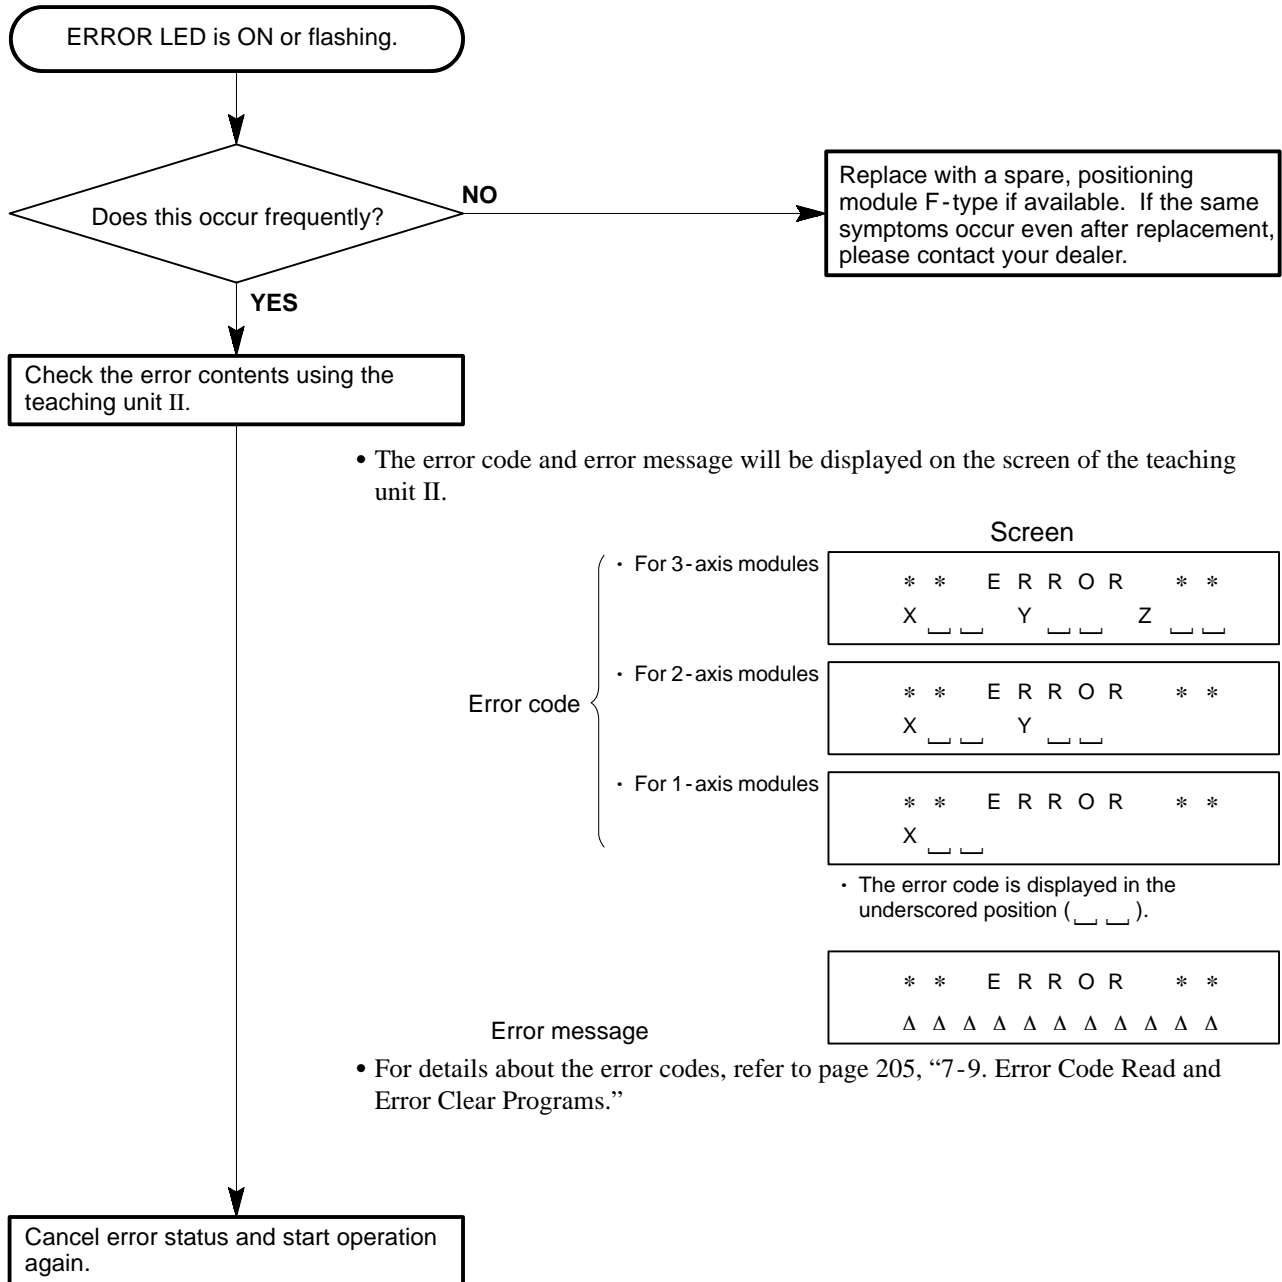 ERROR LED is ON or flashing.
Does this occur frequently?
NO
Replace with a spare, positioning
module F-type if available. If the same
symptoms occur even after replacement,
please contact your dealer.
YES
Check the error contents using the
teaching unit II.
• The error code and error message will be displayed on the screen of the teaching
unit II.
Screen
Error code
· For 3-axis modules
* * E R R O R * *
X _ _ Y _ _ Z _ _
· For 2-axis modules
* * E R R O R * *
X _ _ Y _ _
· For 1-axis modules
* * E R R O R * *
X _ _
· The error code is displayed in the
underscored position ( _ _ ).
Error message
* * E R R O R * *
Δ Δ Δ Δ Δ Δ Δ Δ Δ Δ Δ
• For details about the error codes, refer to page 205, “7-9. Error Code Read and
Error Clear Programs.”
Cancel error status and start operation
again.